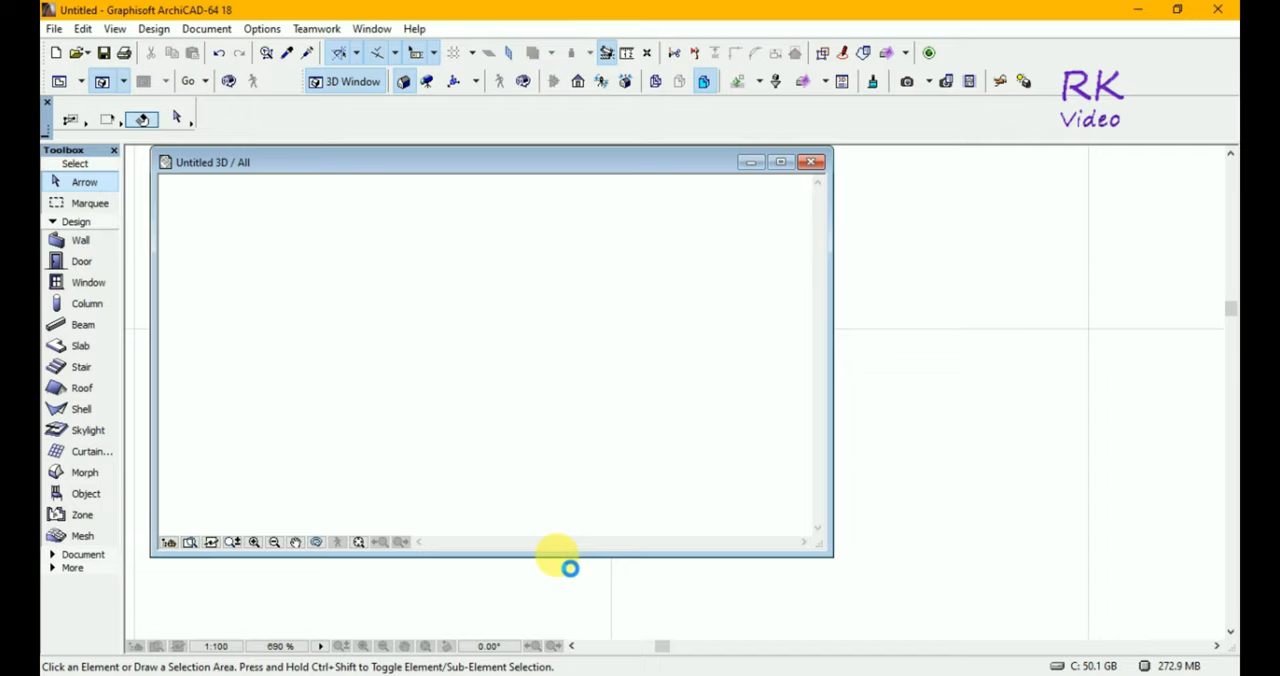 Untitled - Graphisoft ArchiCAD-64 18
File Edit View Design Document Options Teamwork Window Help
Go 3D Window
RK
Video
Toolbox
Select
Arrow
Marquee
Design
Wall
Door
Window
Column
Beam
Slab
Stair
Roof
Shell
Skylight
Curtain...
Morph
Object
Zone
Mesh
Document
More
Untitled 3D / All
1:100 690 % 0.00°
Click an Element or Draw a Selection Area. Press and Hold Ctrl+Shift to Toggle Element/Sub-Element Selection. C: 50.1 GB 272.9 MB